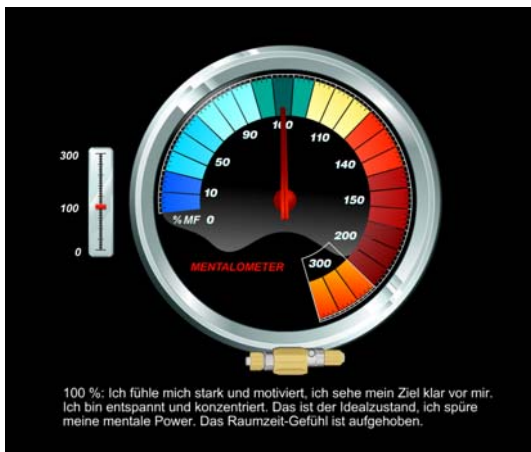 300
100
0
% MF
0
10
50
90
100
110
140
150
200
300
MENTALOMETER
100 %: Ich fühle mich stark und motiviert, ich sehe mein Ziel klar vor mir.
Ich bin entspannt und konzentriert. Das ist der Idealzustand, ich spüre
meine mentale Power. Das Raumzeit-Gefühl ist aufgehoben.